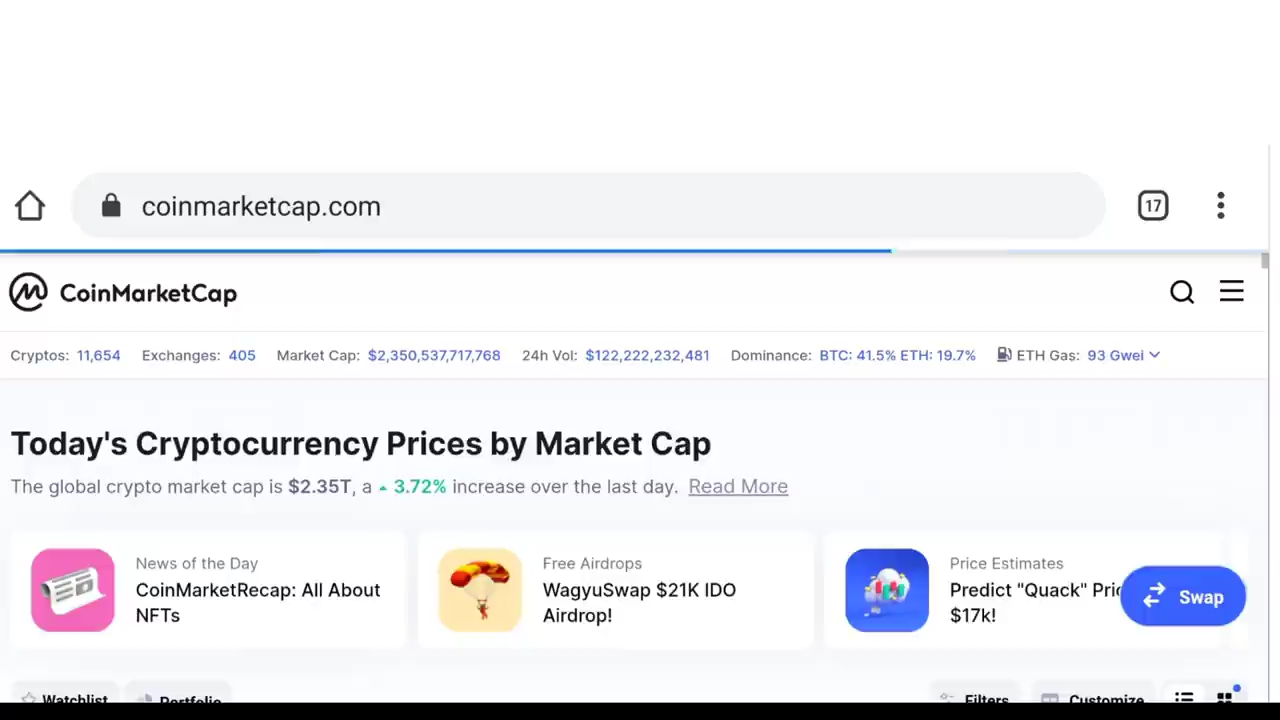 coinmarketcap.com
17
CoinMarketCap
Cryptos: 11,654 Exchanges: 405 Market Cap: $2,350,537,717,768 24h Vol: $122,222,232,481 Dominance: BTC: 41.5% ETH: 19.7% ETH Gas: 93 Gwei
Today's Cryptocurrency Prices by Market Cap
The global crypto market cap is $2.35T, a 3.72% increase over the last day. Read More
News of the Day
CoinMarketRecap: All About
NFTs
Free Airdrops
WagyuSwap $21K IDO
Airdrop!
Price Estimates
Predict "Quack"
$17k!
Swap
Watchlist Portfolio Filters Customize